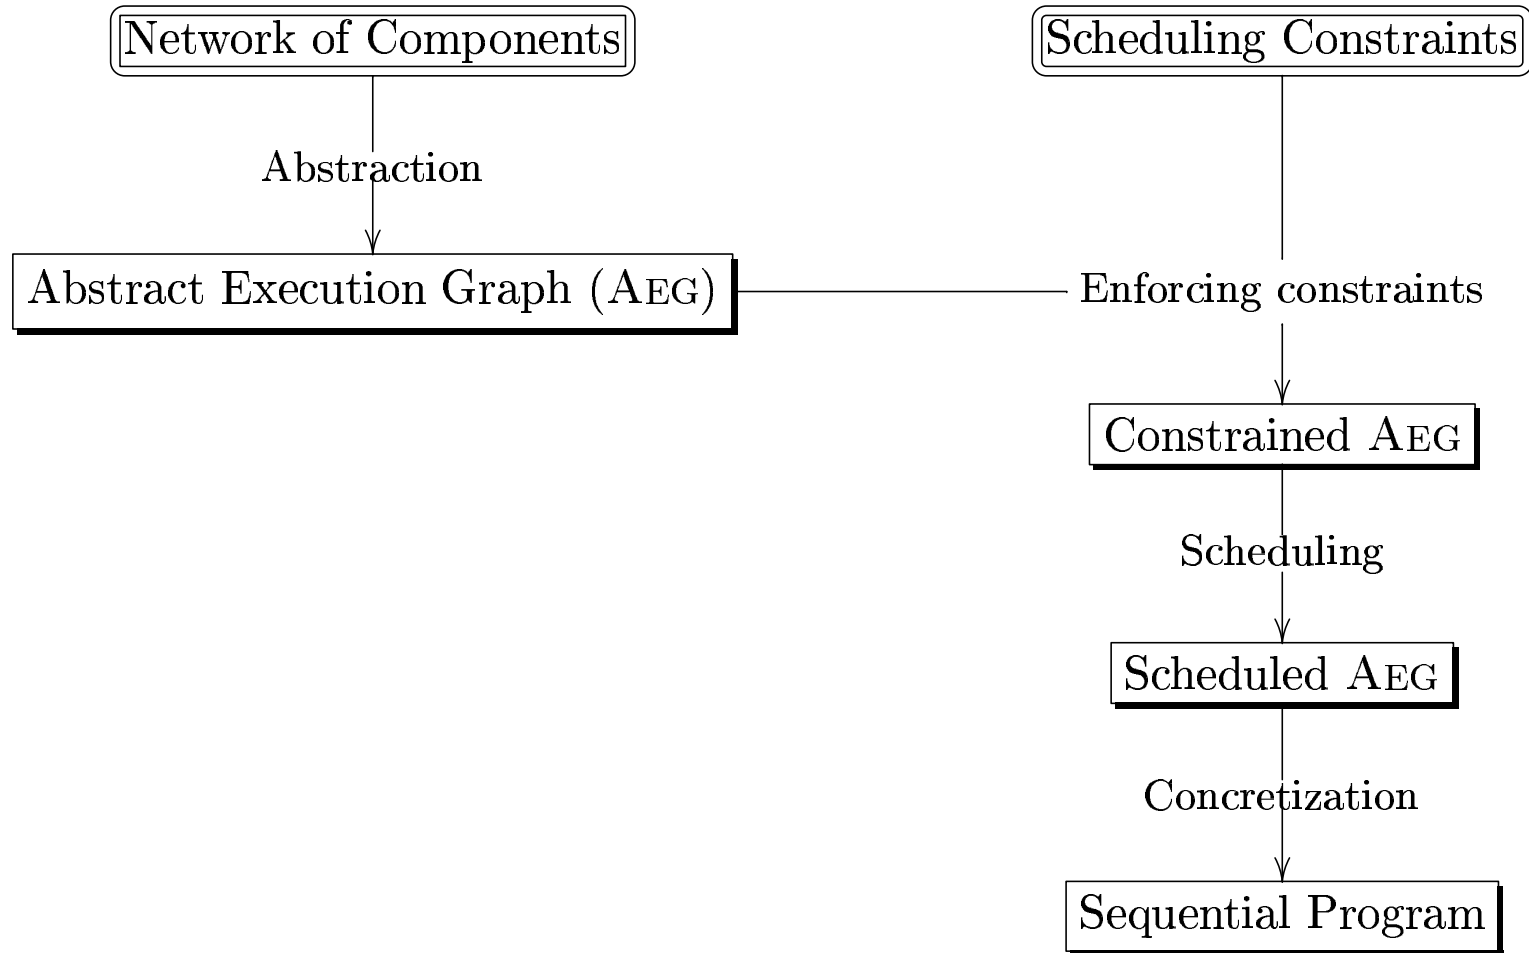 Network of Components
Scheduling Constraints
Abstraction
Abstract Execution Graph (AEG)
Enforcing constraints
Constrained AEG
Scheduling
Scheduled AEG
Concretization
Sequential Program